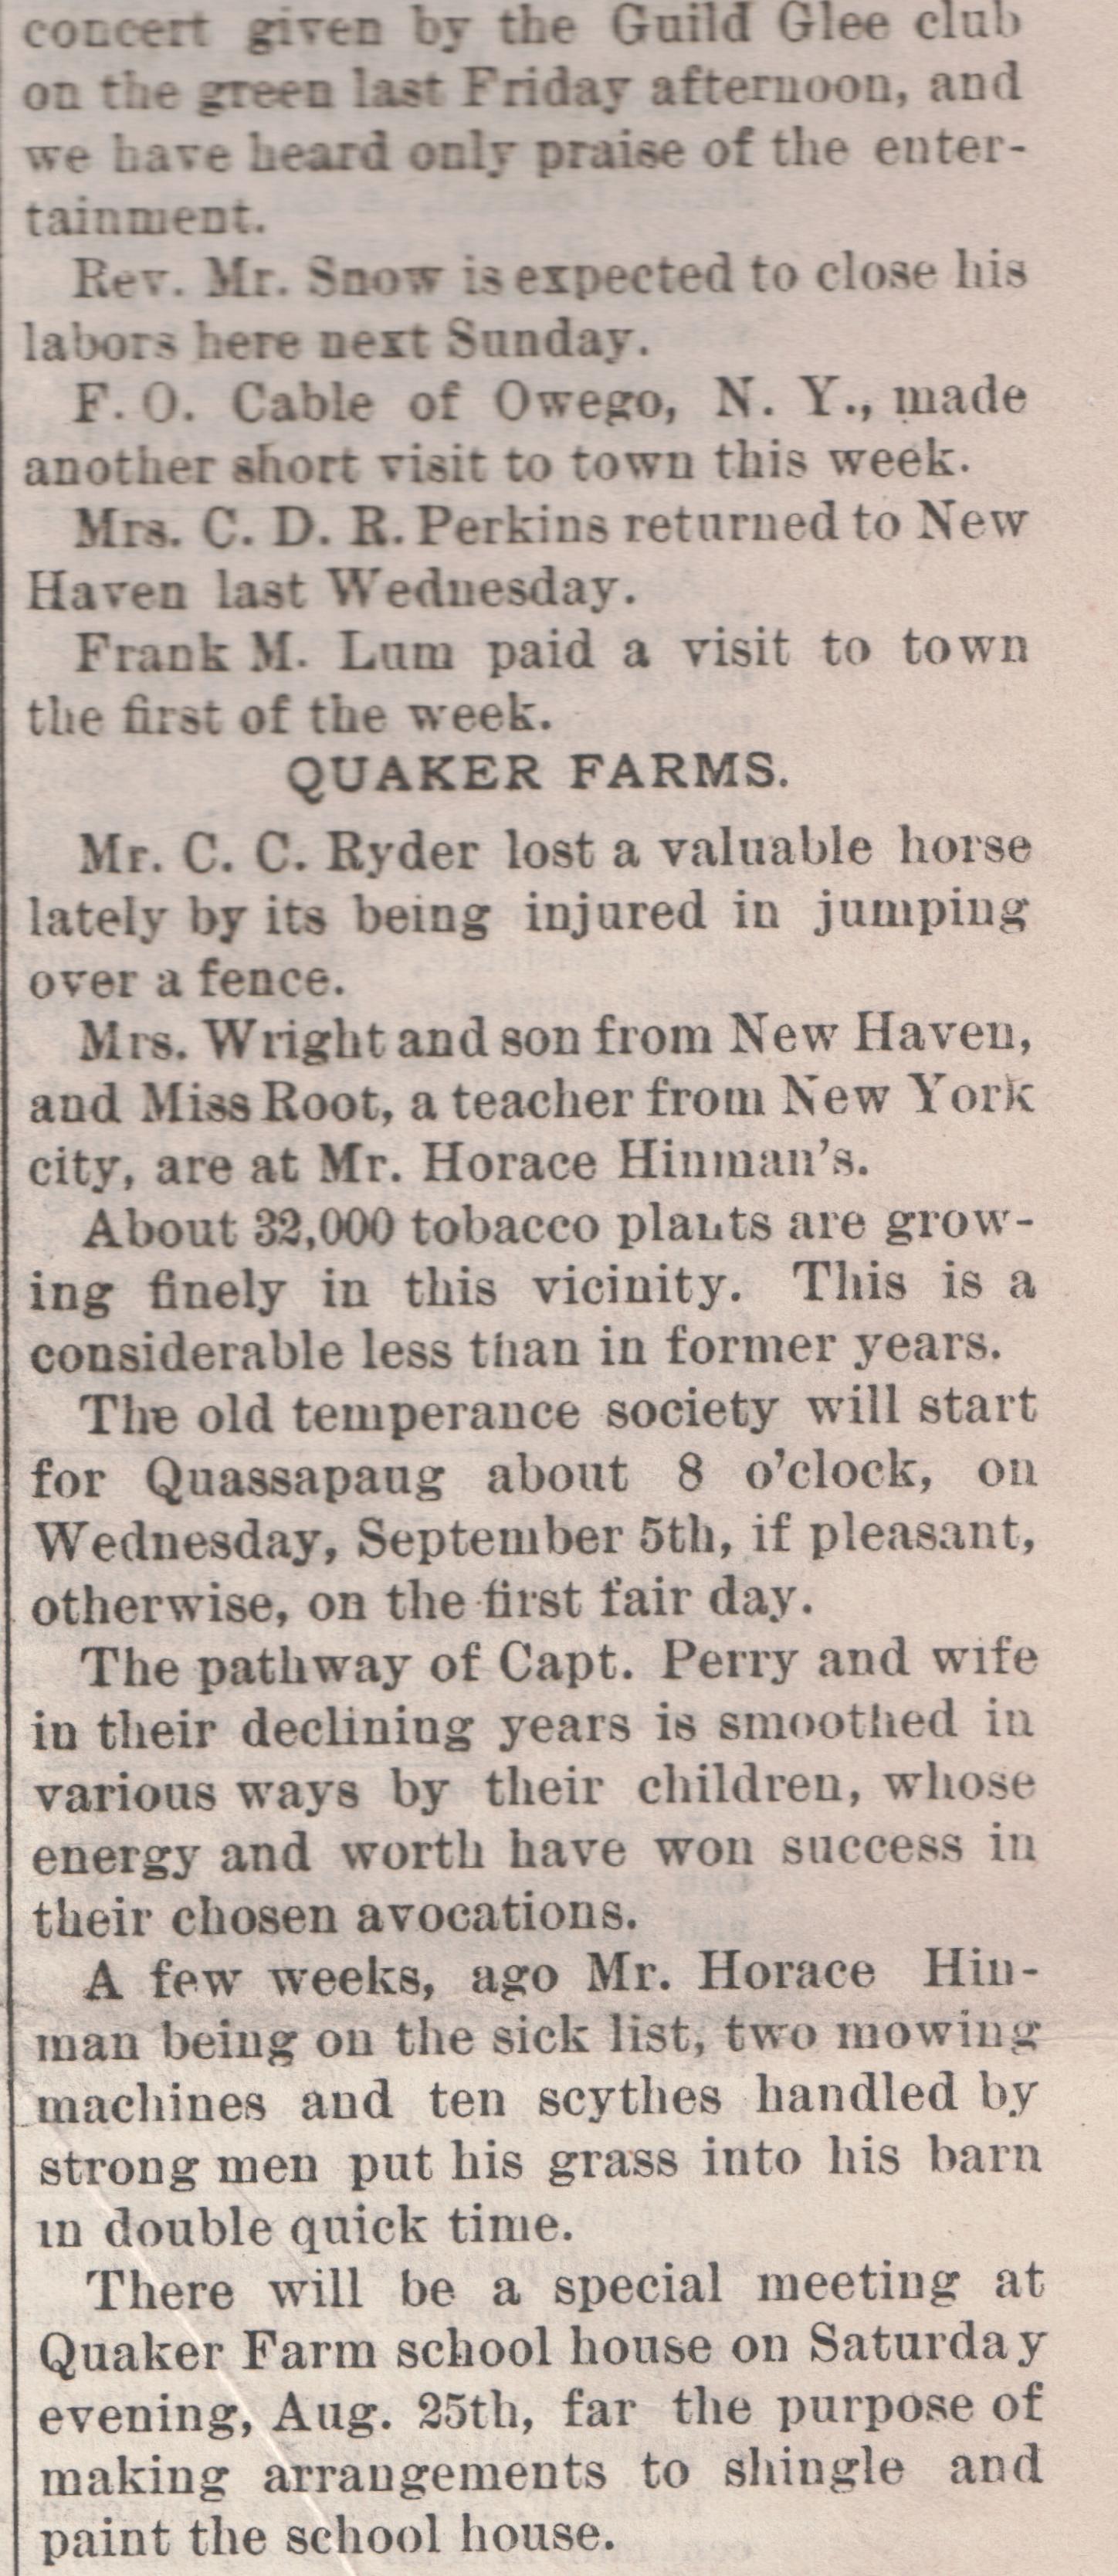 concert given by the Guild Glee club
on the green last Friday afternoon, and
we have heard only praise of the enter-
tainment.
Rev. Mr. Snow is expected to close his
labors here next Sunday.
F. O. Cable of Owego, N. Y., made
another short visit to town this week.
Mrs. C. D. R. Perkins returned to New
Haven last Wednesday.
Frank M. Lum paid a visit to town
the first of the week.
QUAKER FARMS.
Mr. C. C. Ryder lost a valuable horse
lately by its being injured in jumping
over a fence.
Mrs. Wright and son from New Haven,
and Miss Root, a teacher from New York
city, are at Mr. Horace Hinman's.
About 32,000 tobacco plants are grow-
ing finely in this vicinity. This is a
considerable less than in former years.
The old temperance society will start
for Quassapaug about 8 o'clock, on
Wednesday, September 5th, if pleasant,
otherwise, on the first fair day.
The pathway of Capt. Perry and wife
in their declining years is smoothed in
various ways by their children, whose
energy and worth have won success in
their chosen avocations.
A few weeks, ago Mr. Horace Hin-
man being on the sick list, two mowing
machines and ten scythes handled by
strong men put his grass into his barn
in double quick time.
There will be a special meeting at
Quaker Farm school house on Saturday
evening, Aug. 25th, far the purpose of
making arrangements to shingle and
paint the school house.